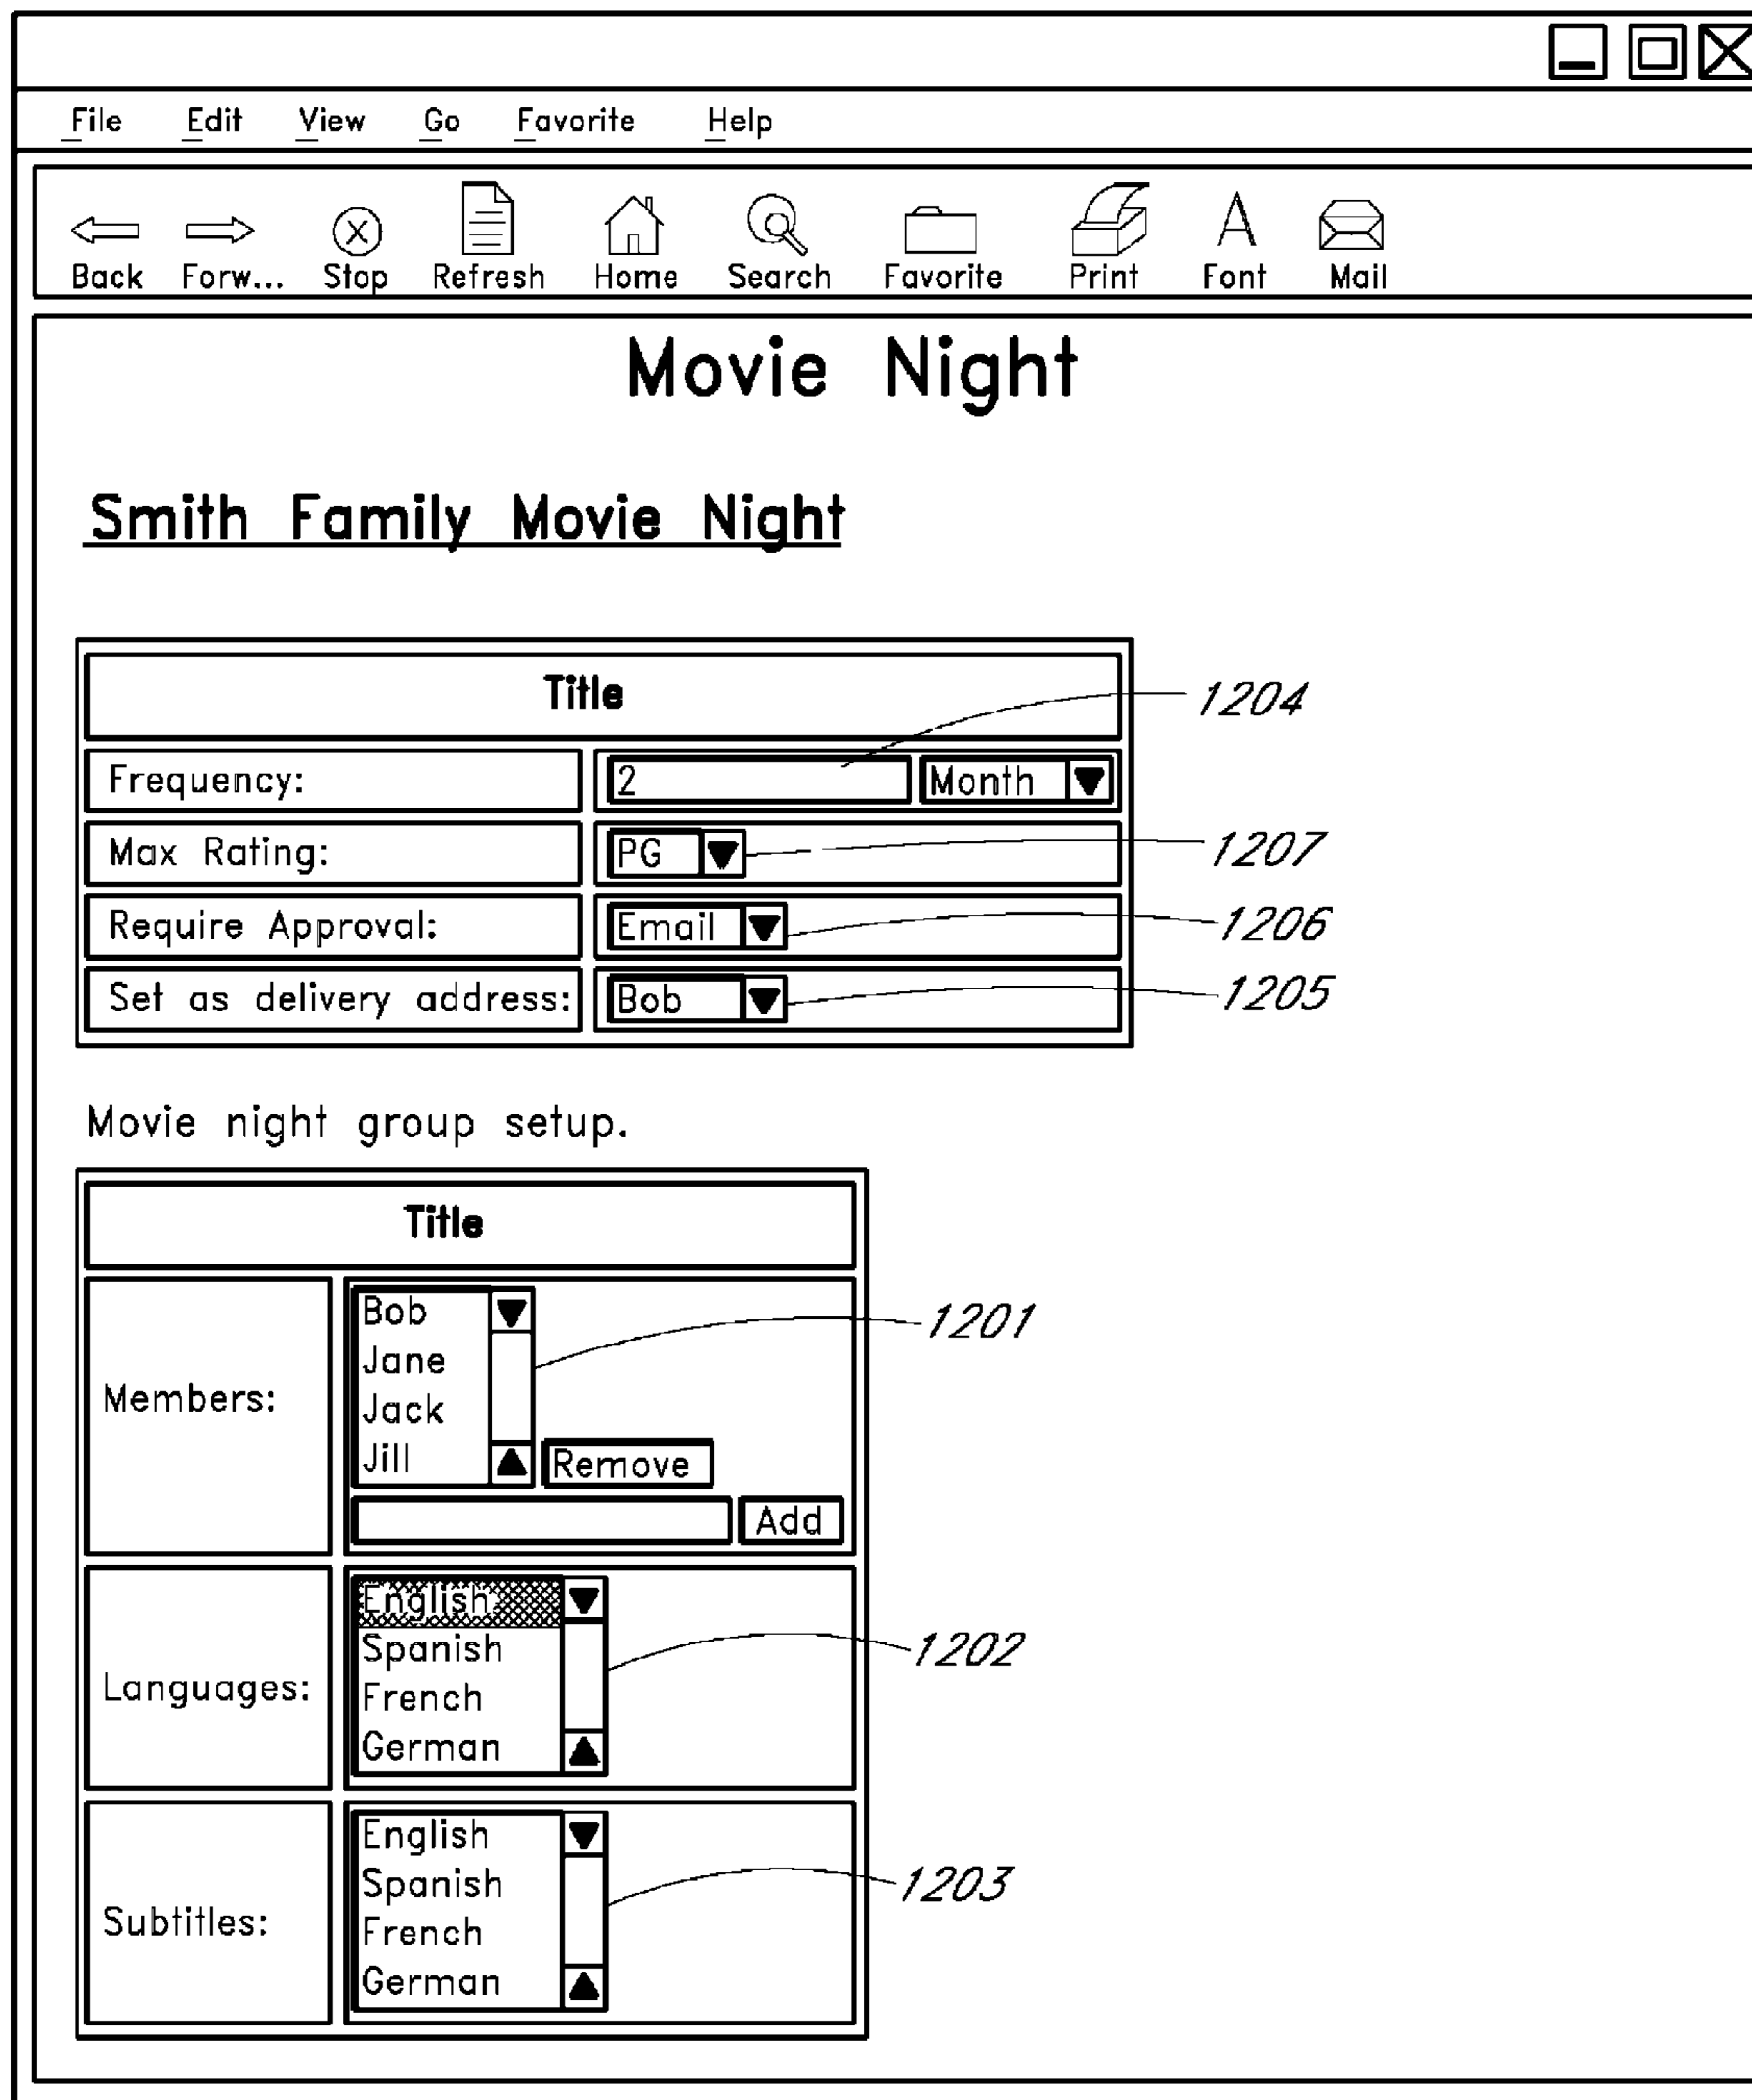 File Edit View Go Favorite Help
Back Forw... Stop Refresh Home Search Favorite Print Font Mail
Movie Night
Smith Family Movie Night
Title
1204
Frequency: 2 Month
Max Rating: PG 1207
Require Approval: Email 1206
Set as delivery address: Bob 1205
Movie night group setup.
Title
Bob
1201
Jane
Members:
Jack
Jill Remove
Add
English
Spanish 1202
Languages: French
German
English
Spanish 1203
Subtitles: French
German